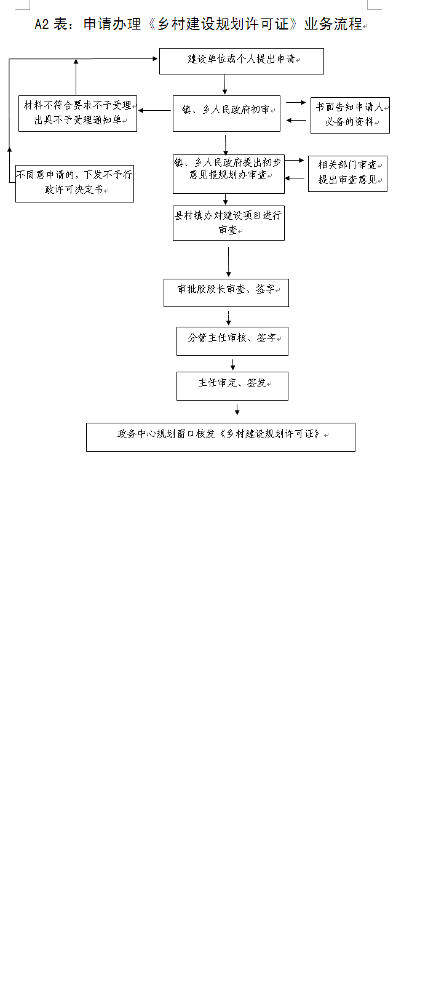 A2表：申请办理《乡村建设规划许可证》业务流程
建设单位或个人提出申请
材料不符合要求不予受理
出具不予受理通知单
镇、乡人民政府初审
书面告知申请人
必备的资料
镇、乡人民政府提出初步
意见报规划办审查
相关部门审查
提出审查意见
不同意申请的，下发不予行
政许可决定书
县村镇办对建设项目进行
审查
审批股股长审查、签字
分管主任审核、签字
主任审定、签发
政务中心规划窗口核发《乡村建设规划许可证》